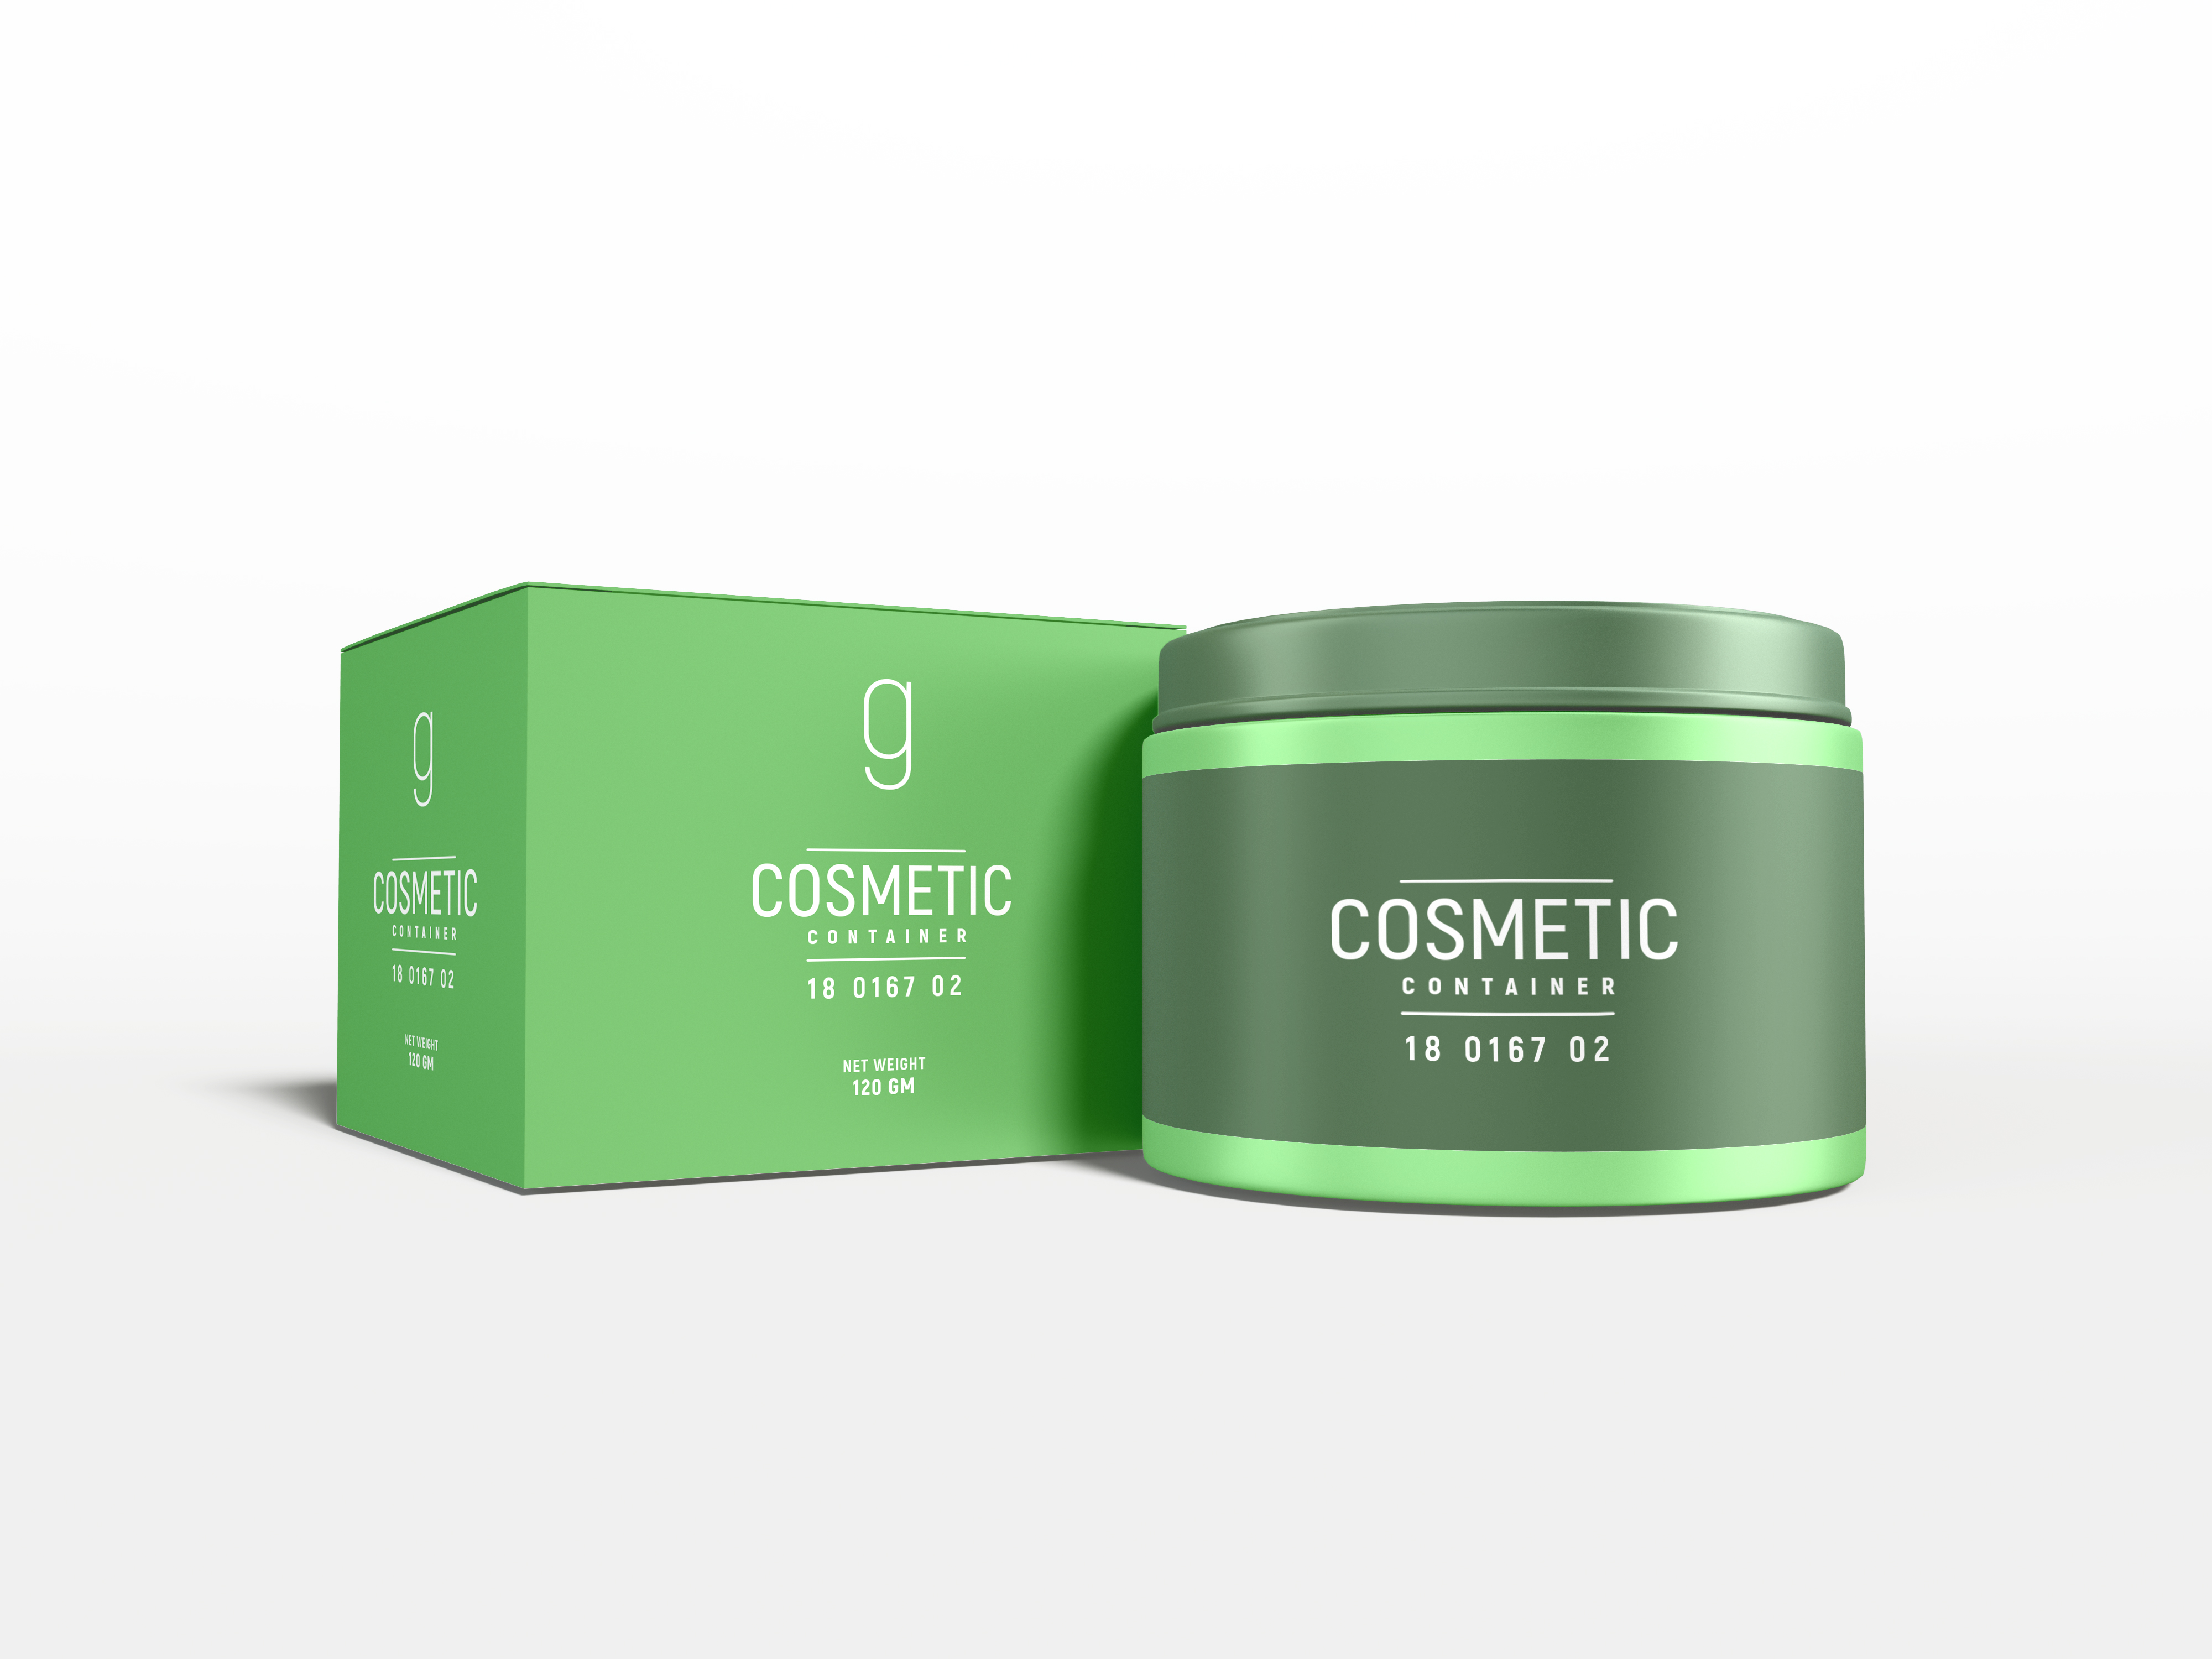 g
COSMETIC
CONTAINER
18 0167 02
NET WEIGHT
120 GM
g
COSMETIC
CONTAINER
18 0167 02
NET WEIGHT
120 GM
COSMETIC
CONTAINER
18 0167 02